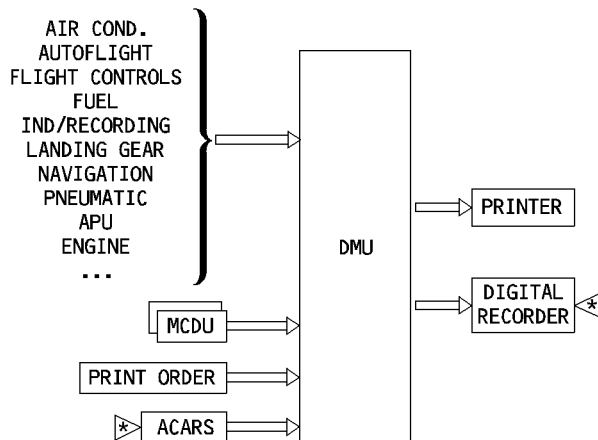 AIR COND.
AUTOFLIGHT
FLIGHT CONTROLS
FUEL
IND/RECORDING
LANDING GEAR
NAVIGATION
PNEUMATIC
APU
ENGINE
...
DMU
PRINTER
DIGITAL
RECORDER
*
MCDU
PRINT ORDER
*
ACARS